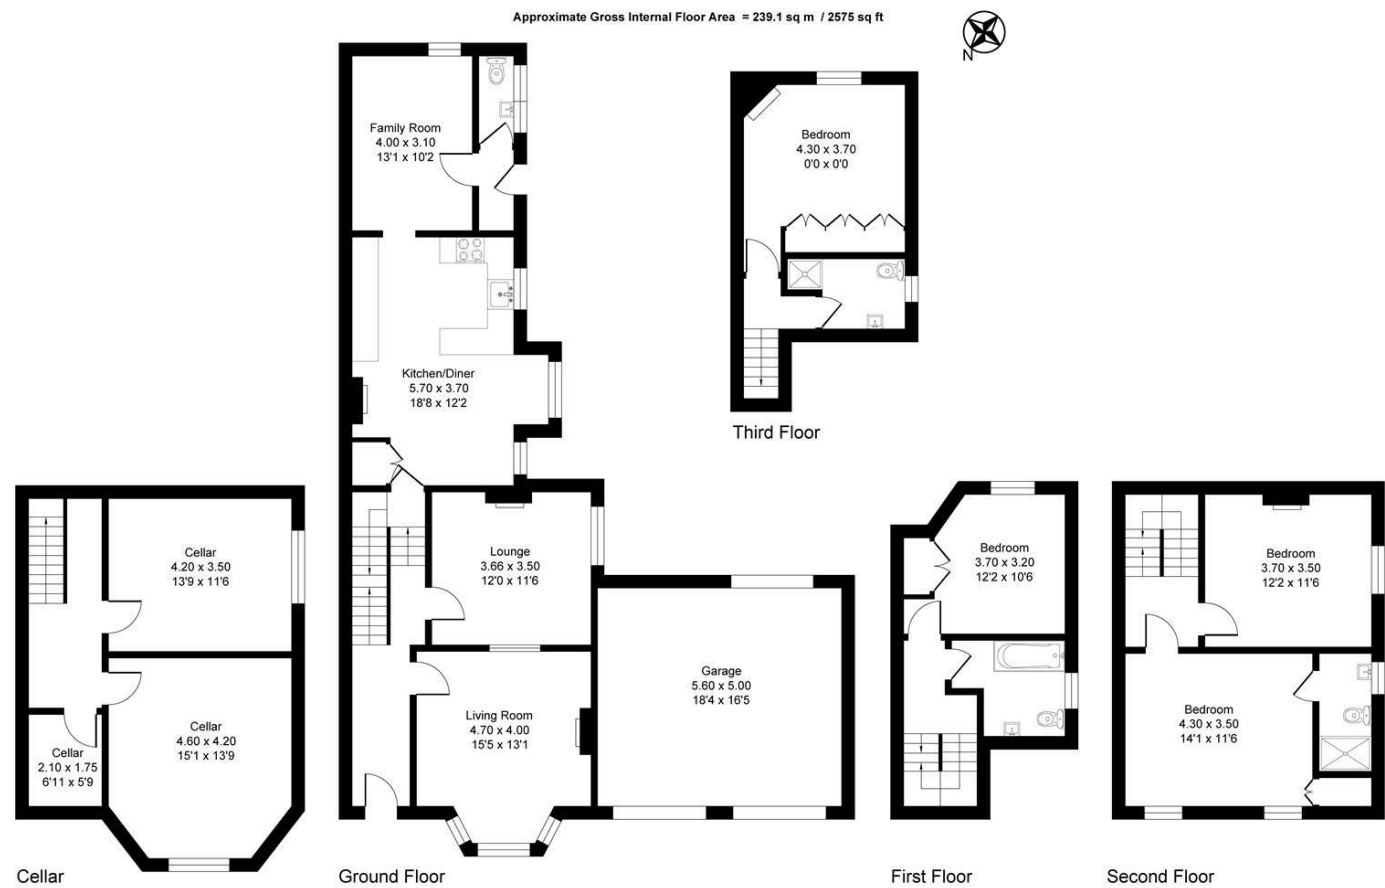 Approximate Gross Internal Floor Area = 239.1 sq m / 2575 sq ft
N
Family Room
4.00 x 3.10
13'1 x 10'2
Kitchen/Diner
5.70 x 3.70
18'8 x 12'2
Lounge
3.66 x 3.50
12'0 x 11'6
Living Room
4.70 x 4.00
15'5 x 13'1
Garage
5.60 x 5.00
18'4 x 16'5
Bedroom
4.30 x 3.70
0'0 x 0'0
Third Floor
Cellar
4.20 x 3.50
13'9 x 11'6
Cellar
4.60 x 4.20
15'1 x 13'9
Cellar
2.10 x 1.75
6'11 x 5'9
Bedroom
3.70 x 3.20
12'2 x 10'6
Bedroom
3.70 x 3.50
12'2 x 11'6
Bedroom
4.30 x 3.50
14'1 x 11'6
Cellar
Ground Floor
First Floor
Second Floor